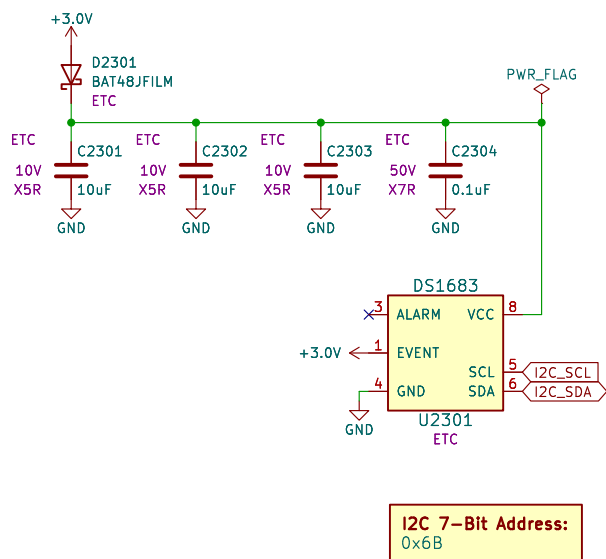 +3.0V
D2301
BAT48JFILM
ETC
PWR_FLAG
ETC
C2301
10V
X5R
10uF
GND
ETC
C2302
10V
X5R
10uF
GND
ETC
C2303
10V
X5R
10uF
GND
ETC
C2304
50V
X7R
0.1uF
GND
DS1683
3
ALARM
VCC
8
+3.0V
1
EVENT
SCL
5
I2C_SCL
4
GND
SDA
6
I2C_SDA
GND
U2301
ETC
I2C 7-Bit Address:
0x6B